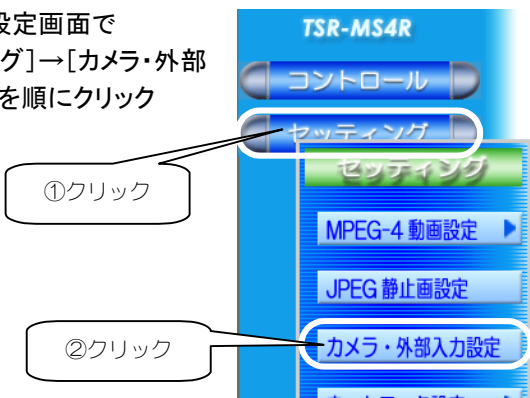 設定画面で
グ]→[カメラ・外部
を順にクリック
TSR-MS4R
コントロール
セッティング
①クリック
セッティング
MPEG-4 動画設定
JPEG 静止画設定
②クリック
カメラ・外部入力設定